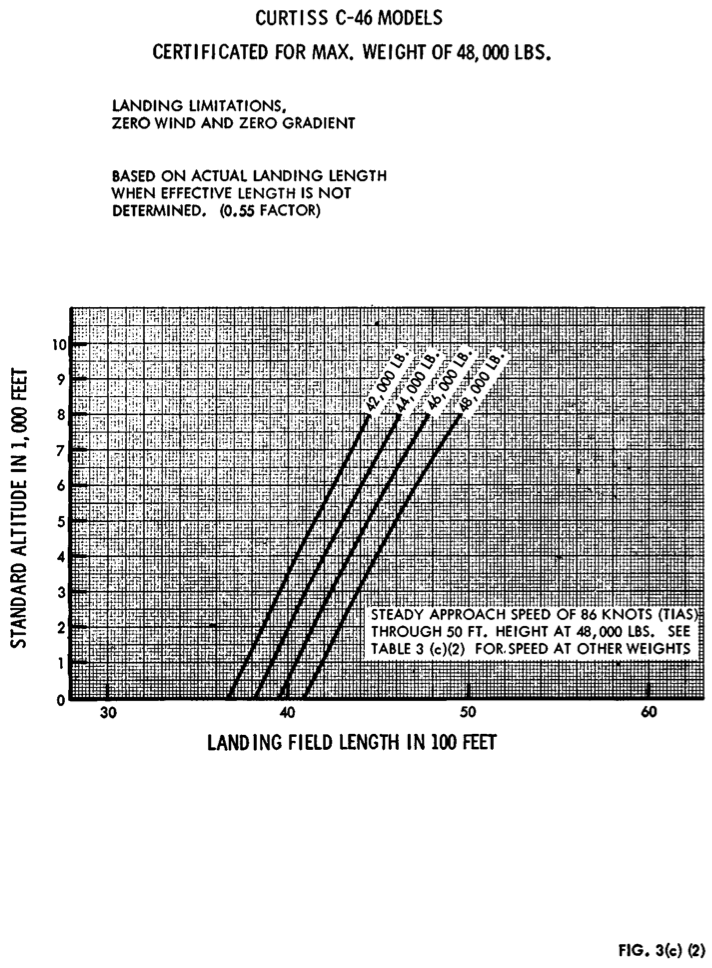 CURTISS C-46 MODELS
CERTIFICATED FOR MAX. WEIGHT OF 48,000 LBS.
LANDING LIMITATIONS,
ZERO WIND AND ZERO GRADIENT
BASED ON ACTUAL LANDING LENGTH
WHEN EFFECTIVE LENGTH IS NOT
DETERMINED. (0.55 FACTOR)
STANDARD ALTITUDE IN 1,000 FEET
10
9
8
7
6
5
4
3
2
1
0
42,000 LB.
44,000 LB.
46,000 LB.
48,000 LB.
STEADY APPROACH SPEED OF 86 KNOTS (TIAS)
THROUGH 50 FT. HEIGHT AT 48,000 LBS. SEE
TABLE 3 (c)(2) FOR SPEED AT OTHER WEIGHTS
30 40 50 60
LANDING FIELD LENGTH IN 100 FEET
FIG. 3(c) (2)